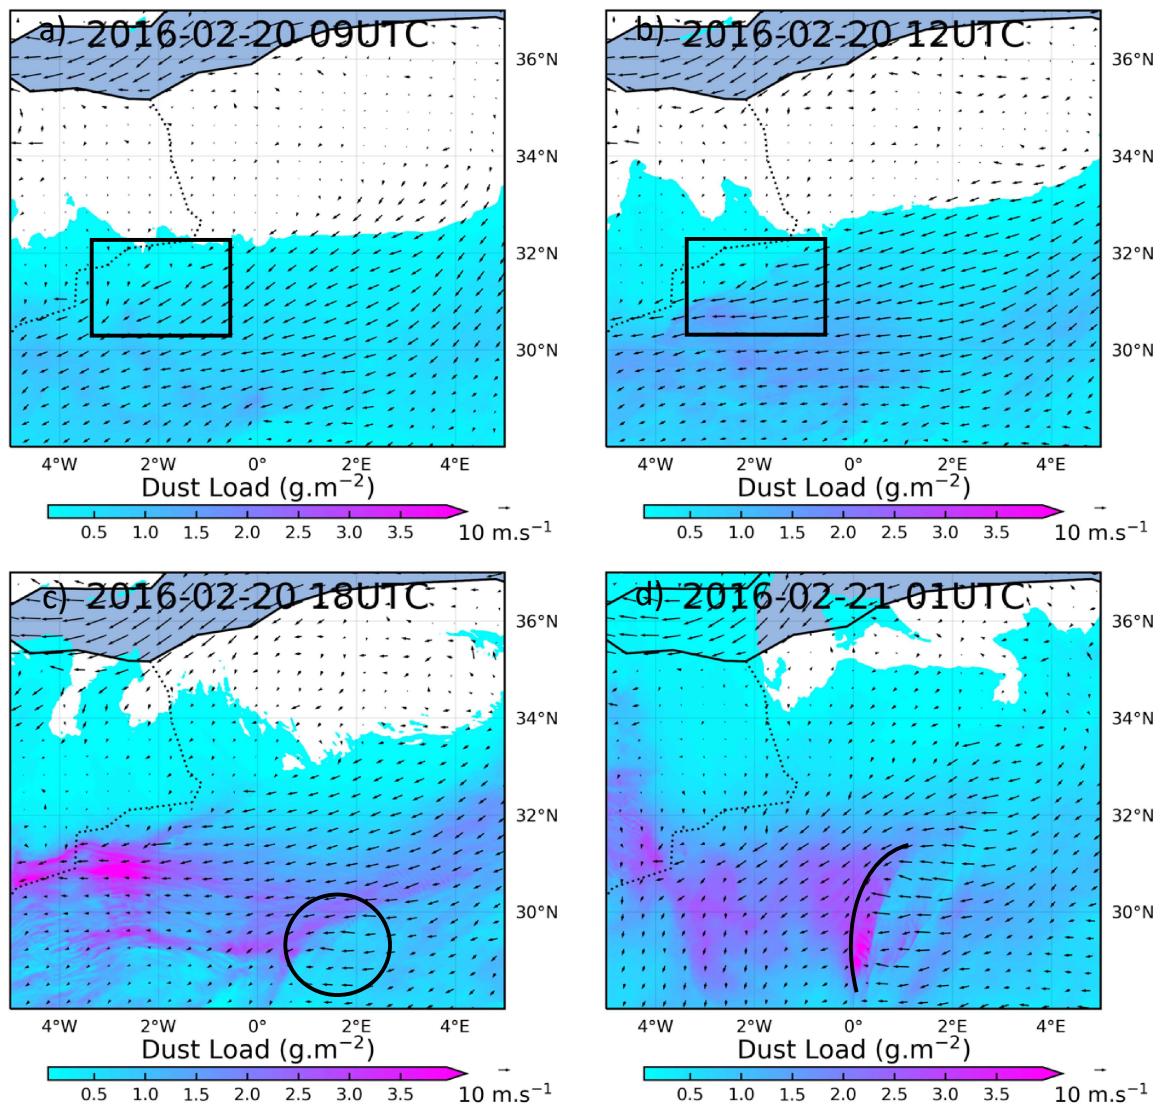 a) 2016-02-20 09UTC
36°N
34°N
32°N
30°N
4°W 2°W 0° 2°E 4°E
Dust Load (g.m−2)
0.5 1.0 1.5 2.0 2.5 3.0 3.5
10 m.s−1
b) 2016-02-20 12UTC
36°N
34°N
32°N
30°N
4°W 2°W 0° 2°E 4°E
Dust Load (g.m−2)
0.5 1.0 1.5 2.0 2.5 3.0 3.5
10 m.s−1
c) 2016-02-20 18UTC
36°N
34°N
32°N
30°N
4°W 2°W 0° 2°E 4°E
Dust Load (g.m−2)
0.5 1.0 1.5 2.0 2.5 3.0 3.5
10 m.s−1
d) 2016-02-21 01UTC
36°N
34°N
32°N
30°N
4°W 2°W 0° 2°E 4°E
Dust Load (g.m−2)
0.5 1.0 1.5 2.0 2.5 3.0 3.5
10 m.s−1